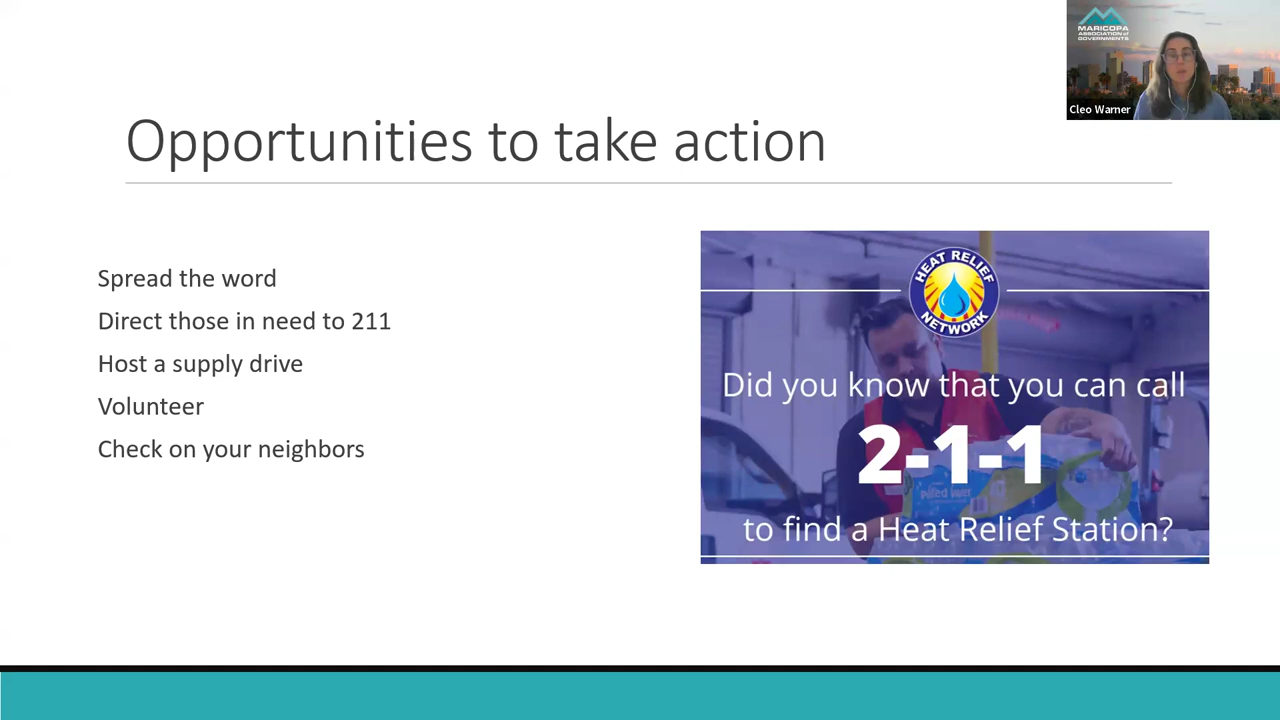 MARICOPA
ASSOCIATION of
GOVERNMENTS
Cleo Warner
Opportunities to take action
Spread the word
Direct those in need to 211
Host a supply drive
Volunteer
Check on your neighbors
HEAT RELIEF
NETWORK
Did you know that you can call
2-1-1
to find a Heat Relief Station?